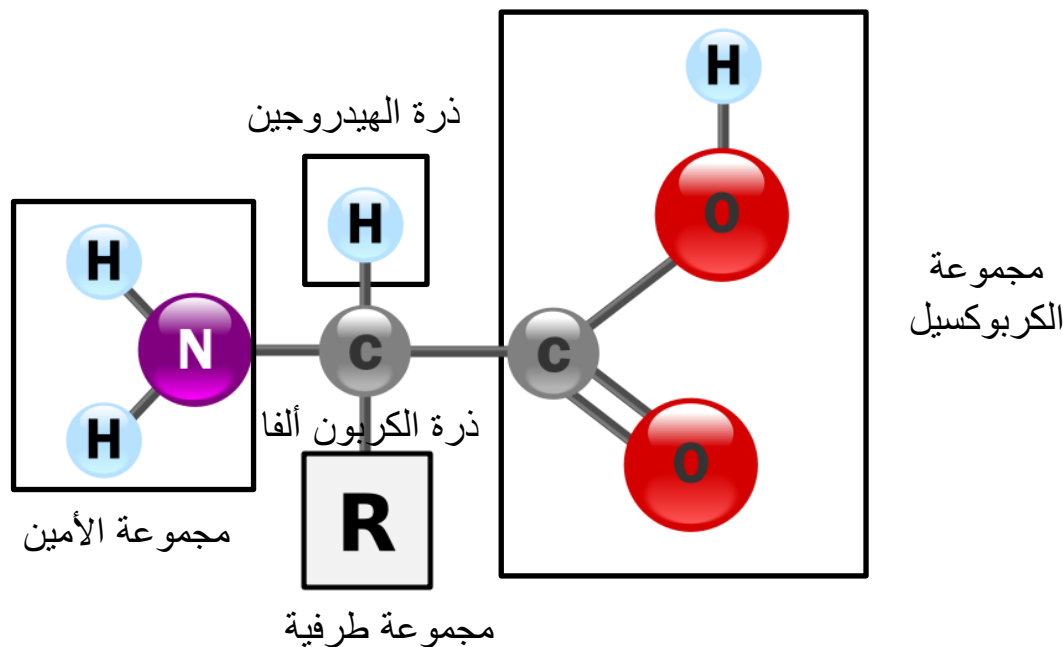 H
ذرة الهيدروجين
H
O
H
مجموعة
الكربوكسيل
N
C
C
H
ذرة الكربون ألفا
O
R
مجموعة الأمين
مجموعة طرفية